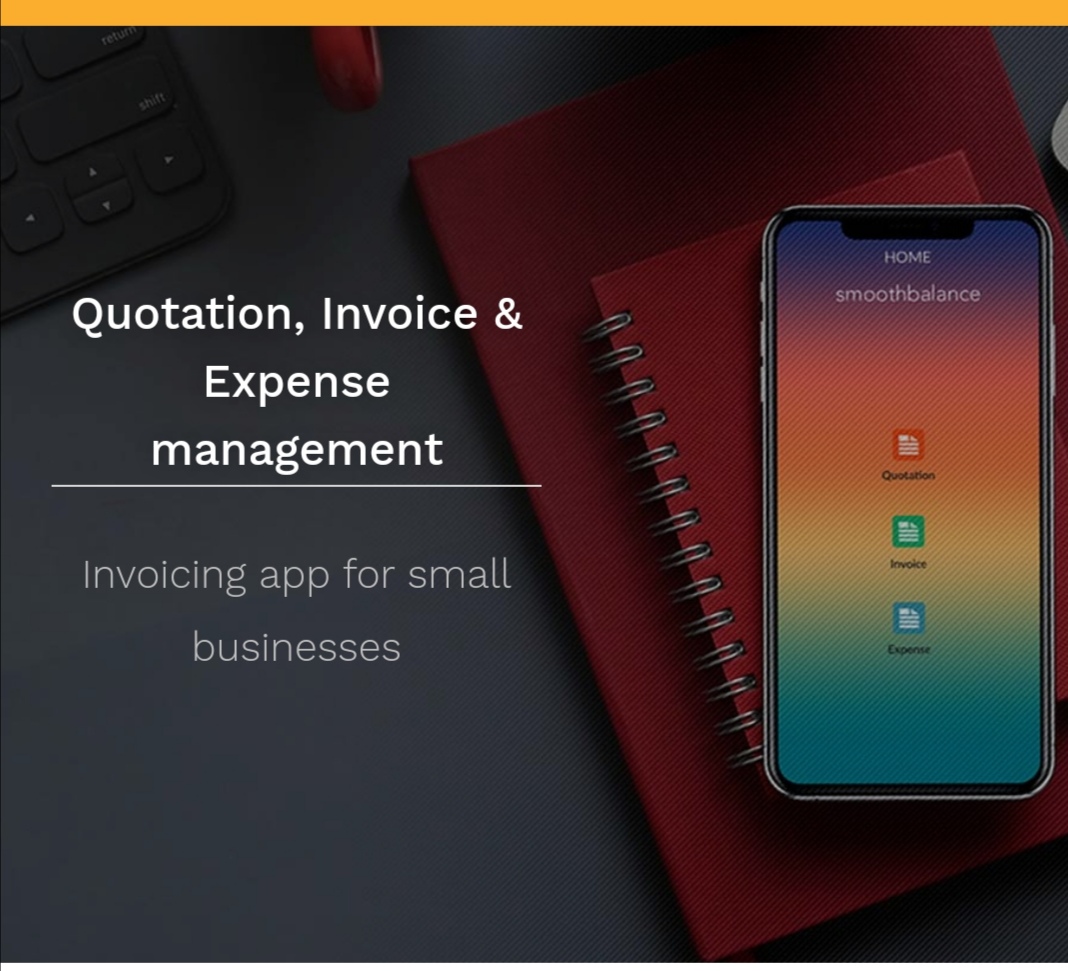 return
shift
HOME
smoothbalance
Quotation, Invoice &
Expense
management
Quotation
Invoice
Expense
Invoicing app for small
businesses